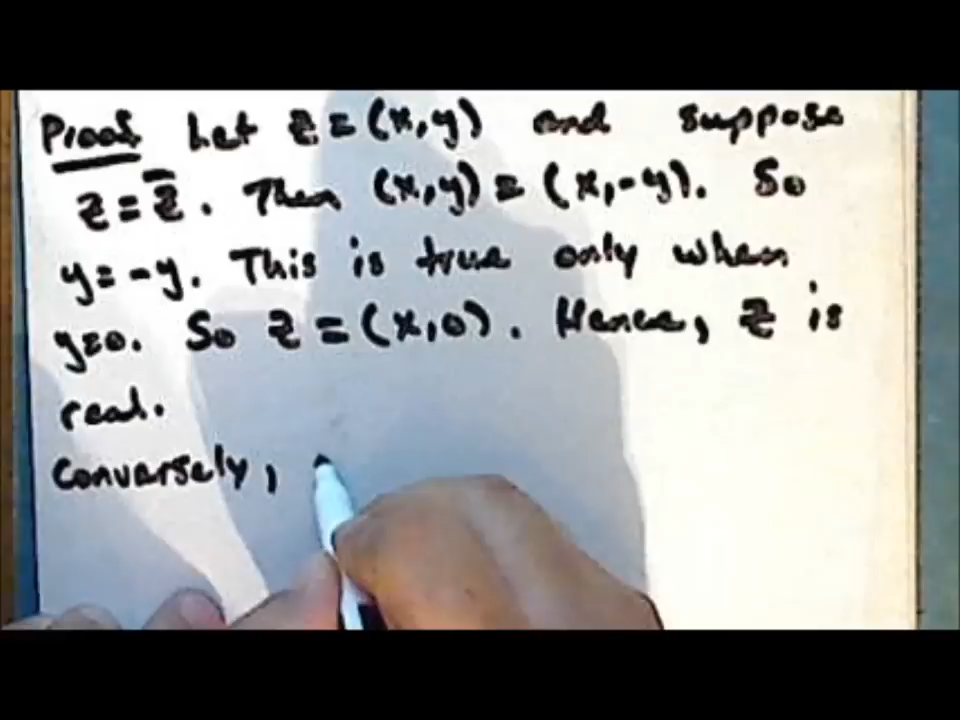 Proof Let z = (x, y) and suppose
z = z̅. Then (x, y) = (x, -y). So
y = -y. This is true only when
y=0. So z = (x, 0). Hence, z is
real.
Conversely,